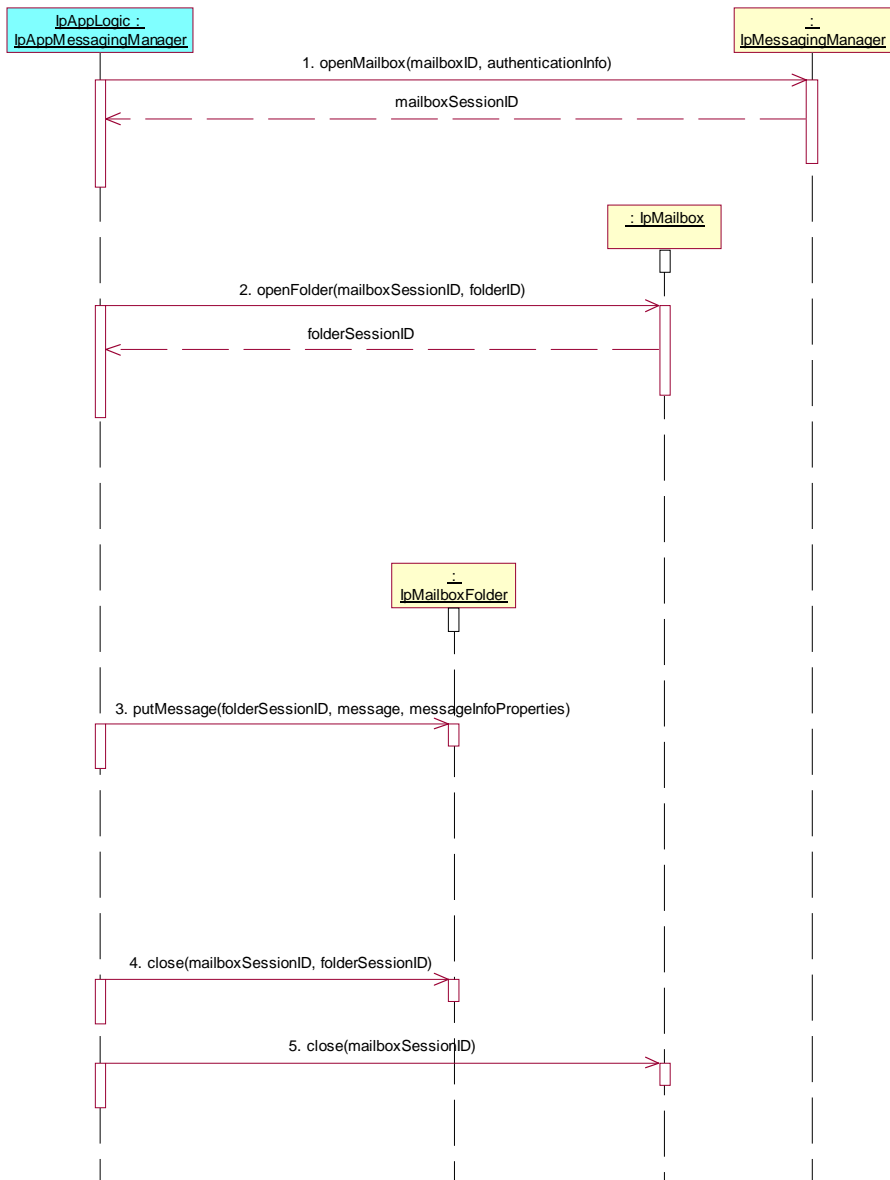 IpAppLogic :
IpAppMessagingManager
:
IpMessagingManager
1. openMailbox(mailboxID, authenticationInfo)
mailboxSessionID
: IpMailbox
2. openFolder(mailboxSessionID, folderID)
folderSessionID
:
IpMailboxFolder
3. putMessage(folderSessionID, message, messageInfoProperties)
4. close(mailboxSessionID, folderSessionID)
5. close(mailboxSessionID)